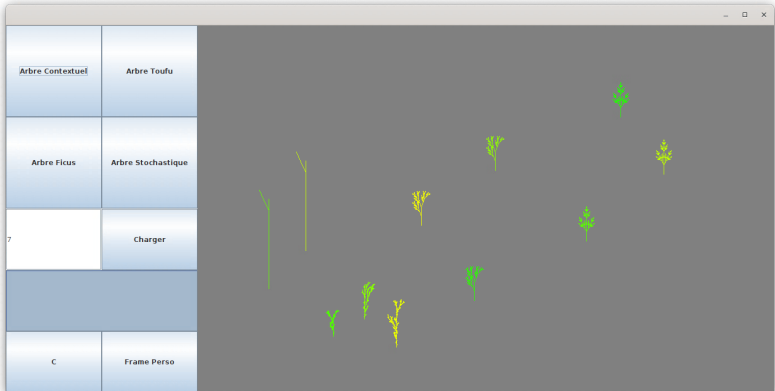 Arbre Contextuel
Arbre Toufu
Arbre Ficus
Arbre Stochastique
7
Charger
C
Frame Perso